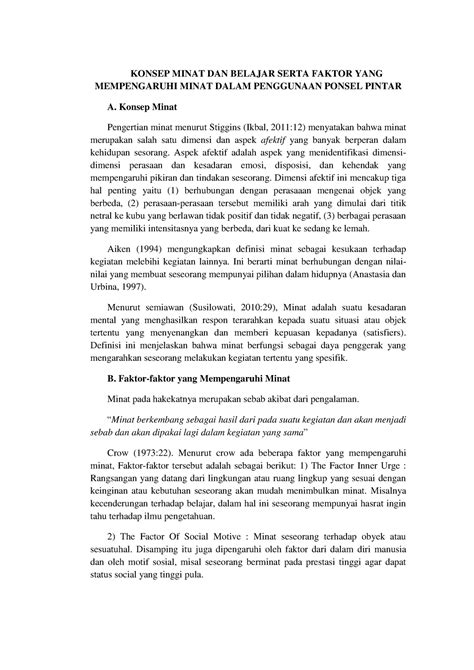 KONSEP MINAT DAN BELAJAR SERTA FAKTOR YANG
MEMPENGARUHI MINAT DALAM PENGGUNAAN PONSEL PINTAR
A. Konsep Minat
Pengertian minat menurut Stiggins (Ikbal, 2011:12) menyatakan bahwa minat
merupakan salah satu dimensi dan aspek afektif yang banyak berperan dalam
kehidupan sesorang. Aspek afektif adalah aspek yang menidentifikasi dimensi-
dimensi perasaan dan kesadaran emosi, disposisi, dan kehendak yang
mempengaruhi pikiran dan tindakan sesorang. Dimensi afektif ini mencakup tiga
hal penting yaitu (1) berhubungan dengan perasaaan mengenai objek yang
berbeda, (2) perasaan-perasaan tersebut memiliki arah yang dimulai dari titik
netral ke kubu yang berlawan tidak positif dan tidak negatif, (3) berbagai perasaan
yang memiliki intensitasnya yang berbeda, dari kuat ke sedang ke lemah.
Aiken (1994) mengungkapkan definisi minat sebagai kesukaan terhadap
kegiatan melebihi kegiatan lainnya. Ini berarti minat berhubungan dengan nilai-
nilai yang membuat seseorang mempunyai pilihan dalam hidupnya (Anastasia dan
Urbina, 1997).
Menurut semiawan (Susilowati, 2010:29), Minat adalah suatu kesadaran
mental yang menghasilkan respon terarahkan kepada suatu situasi atau objek
tertentu yang menyenangkan dan memberi kepuasan kepadanya (satisfiers).
Definisi ini menjelaskan bahwa minat berfungsi sebagai daya penggerak yang
mengarahkan seseorang melakukan kegiatan tertentu yang spesifik.
B. Faktor-faktor yang Mempengaruhi Minat
Minat pada hakekatnya merupakan sebab akibat dari pengalaman.
“Minat berkembang sebagai hasil dari pada suatu kegiatan dan akan menjadi
sebab dan akan dipakai lagi dalam kegiatan yang sama”
Crow (1973:22). Menurut crow ada beberapa faktor yang mempengaruhi
minat, Faktor-faktor tersebut adalah sebagai berikut: 1) The Factor Inner Urge :
Rangsangan yang datang dari lingkungan atau ruang lingkup yang sesuai dengan
keinginan atau kebutuhan seseorang akan mudah menimbulkan minat. Misalnya
kecenderungan terhadap belajar, dalam hal ini seseorang mempunyai hasrat ingin
tahu terhadap ilmu pengetahuan.
2) The Factor Of Social Motive : Minat seseorang terhadap obyek atau
sesuatuhal. Disamping itu juga dipengaruhi oleh faktor dari dalam diri manusia
dan oleh motif sosial, misal seseorang berminat pada prestasi tinggi agar dapat
status social yang tinggi pula.